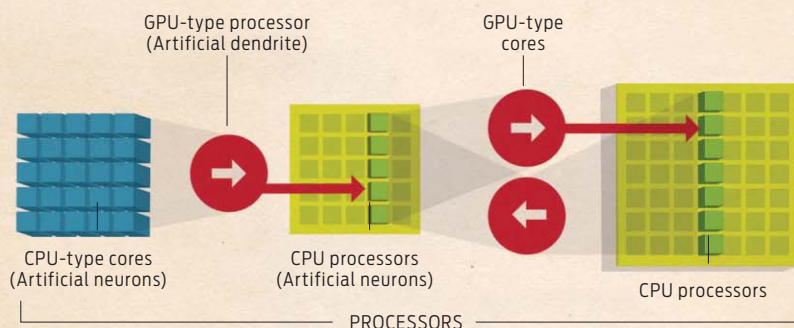 GPU-type processor
(Artificial dendrite)
GPU-type
cores
CPU-type cores
(Artificial neurons)
CPU processors
(Artificial neurons)
CPU processors
PROCESSORS